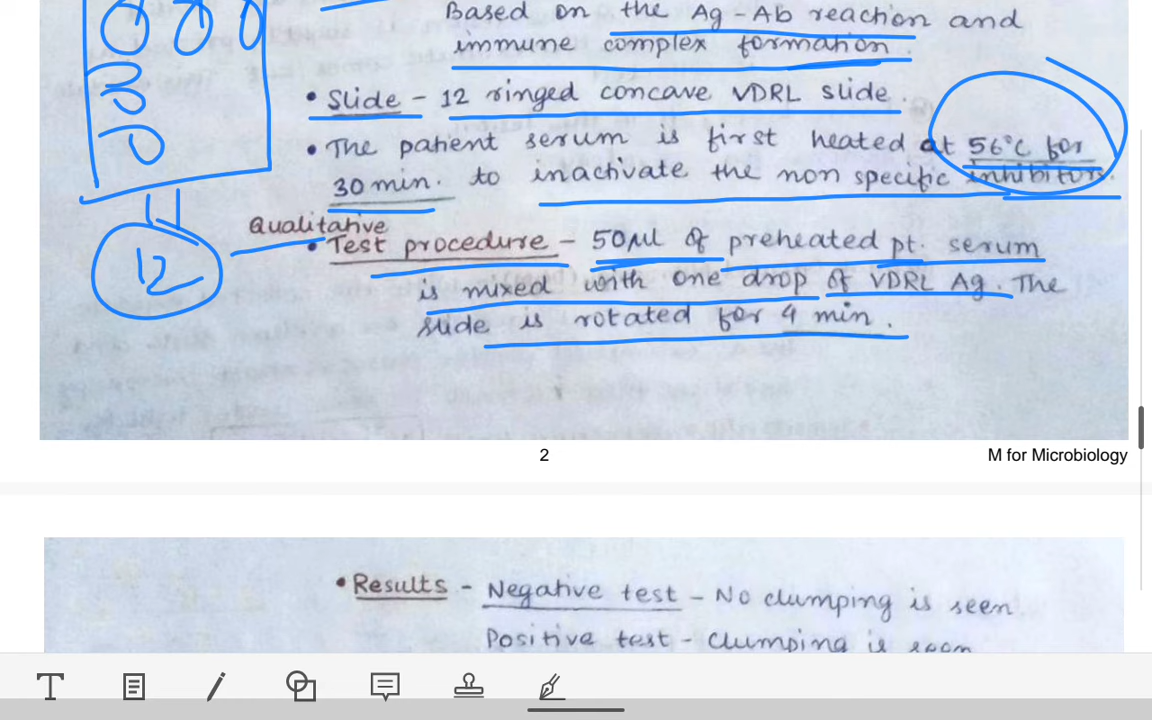 Based on the Ag-Ab reaction and
immune complex formation.
• Slide - 12 ringed concave VDRL slide
• The patient serum is first heated at 56°C for
30 min. to inactivate the non specific inhibitors.
12
Qualitative
• Test procedure - 50μl of preheated pt. serum
is mixed with one drop of VDRL Ag. The
slide is rotated for 4 min.
2
M for Microbiology
• Results - Negative test - No clumping is seen
Positive test - Clumping is seen
T